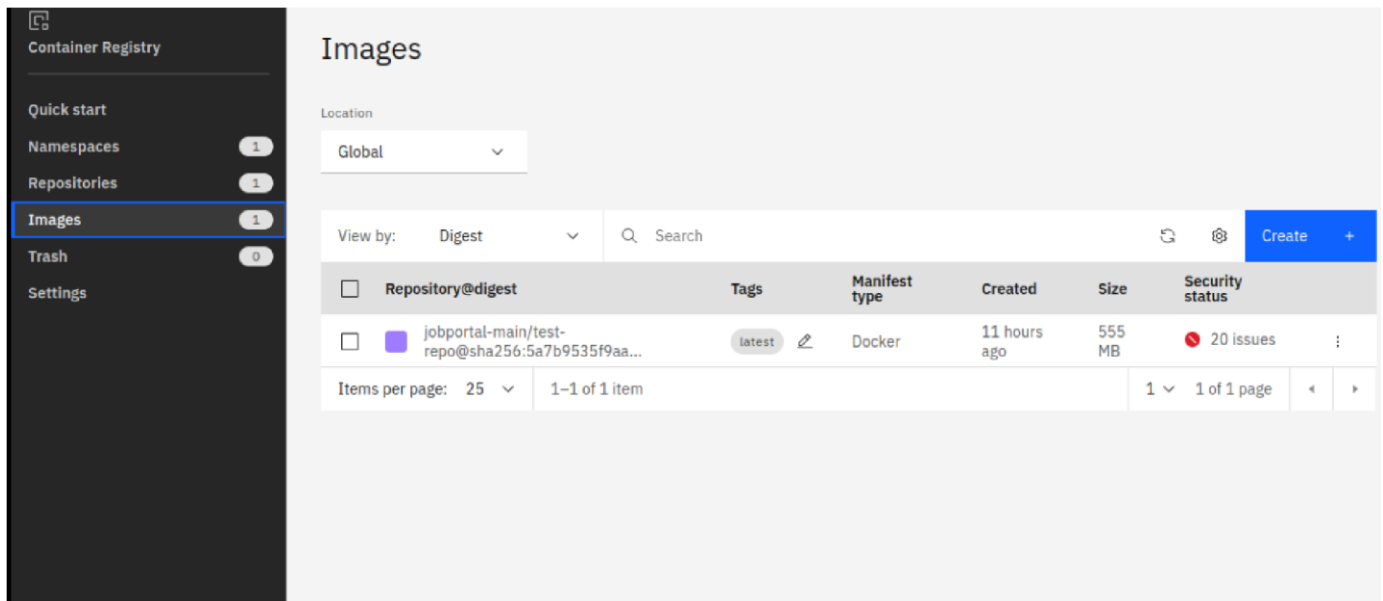 Container Registry
Quick start
Namespaces 1
Repositories 1
Images 1
Trash 0
Settings
Images
Location
Global
View by: Digest Search Create +
Repository@digest Tags Manifest type Created Size Security status
jobportal-main/test-
repo@sha256:5a7b9535f9aa... latest Docker 11 hours ago 555 MB 20 issues
Items per page: 25 1–1 of 1 item 1 1 of 1 page